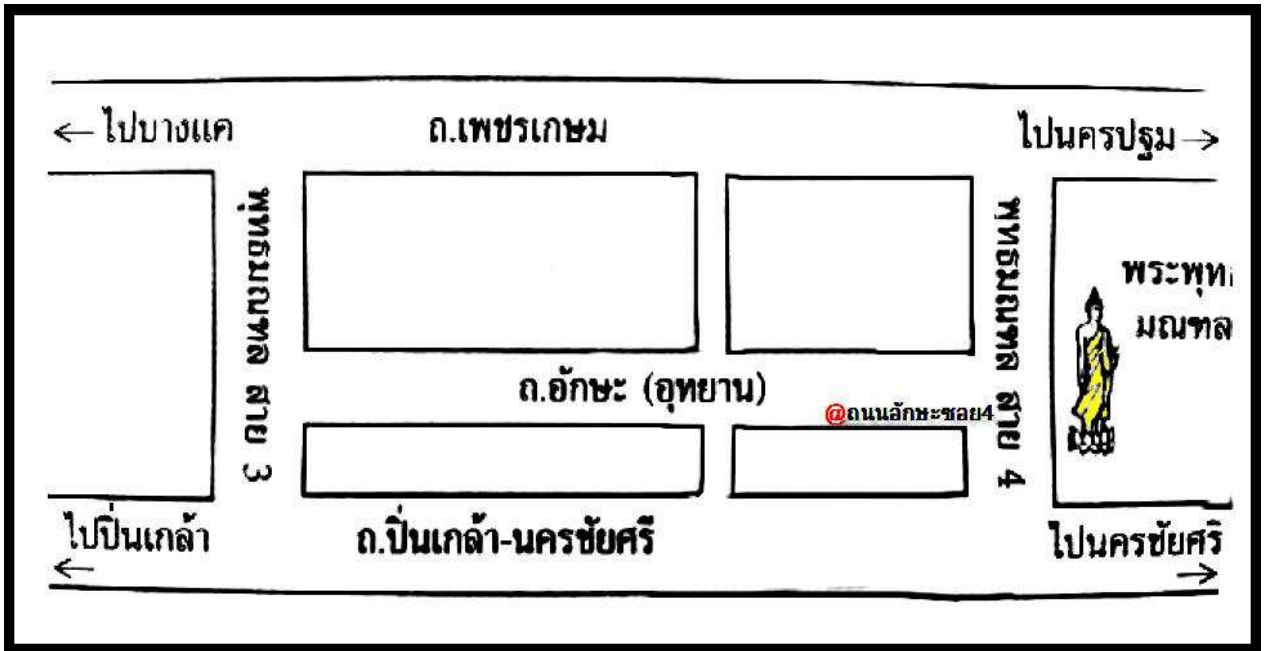 ← ไปบางแค
ถ.เพชรเกษม
ไปนครปฐม →
พุทธมณฑล สาย 3
พุทธมณฑล สาย 4
พระพุท
มณฑล
ถ.อักษะ (อุทยาน)
@ถนนอักษะซอย4
ไปปิ่นเกล้า
←
ถ.ปิ่นเกล้า-นครชัยศรี
ไปนครชัยศรี
→